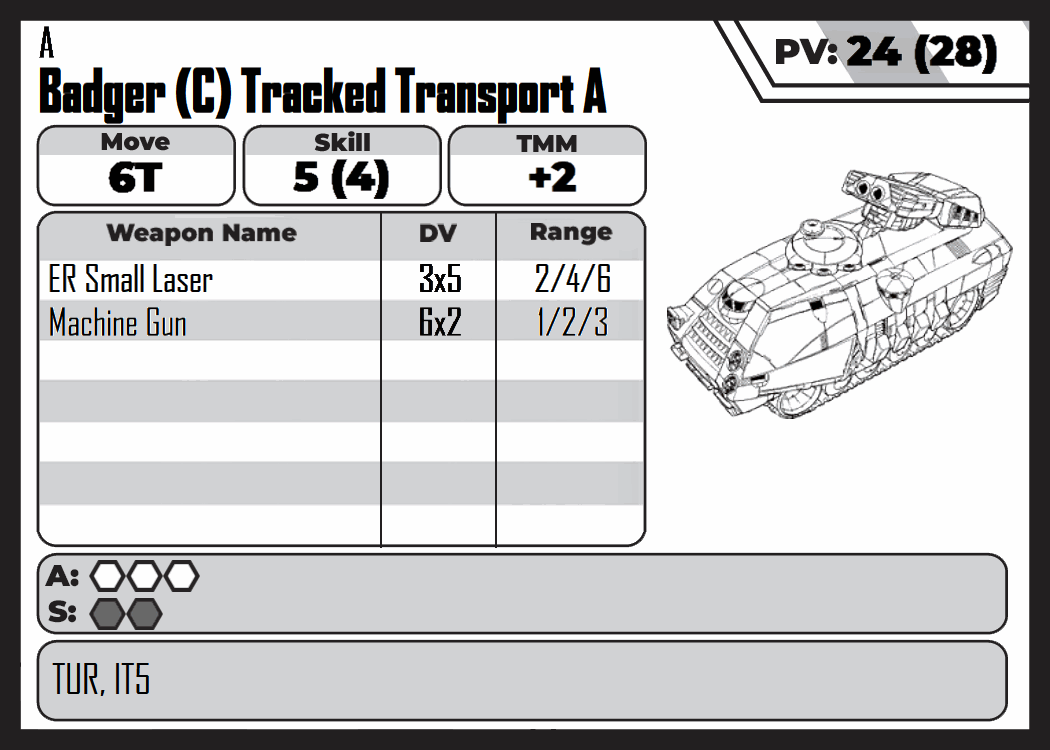 A
PV: 24 (28)
Badger (C) Tracked Transport A
Move Skill TMM
6T 5 (4) +2
Weapon Name DV Range
ER Small Laser 3x5 2/4/6
Machine Gun 6x2 1/2/3
A:
S:
TUR, IT5